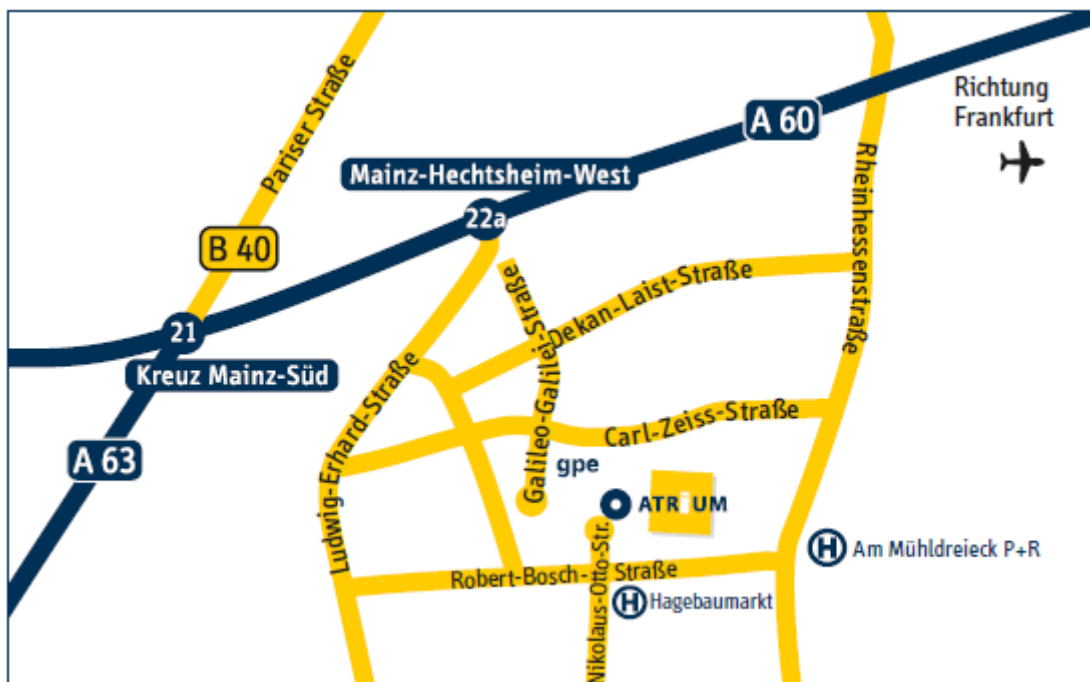 Pariser Straße
Richtung
Frankfurt
A 60
Mainz-Hechtsheim-West
22a
B 40
Rheinhessenstraße
21
Kreuz Mainz-Süd
Galileo-Galilei-Straße
Dekan-Laist-Straße
Ludwig-Erhard-Straße
Carl-Zeiss-Straße
A 63
gpe
ATRIUM
H Am Mühldreieck P+R
Robert-Bosch-Straße
H Hagebaumarkt
Nikolaus-Otto-Str.